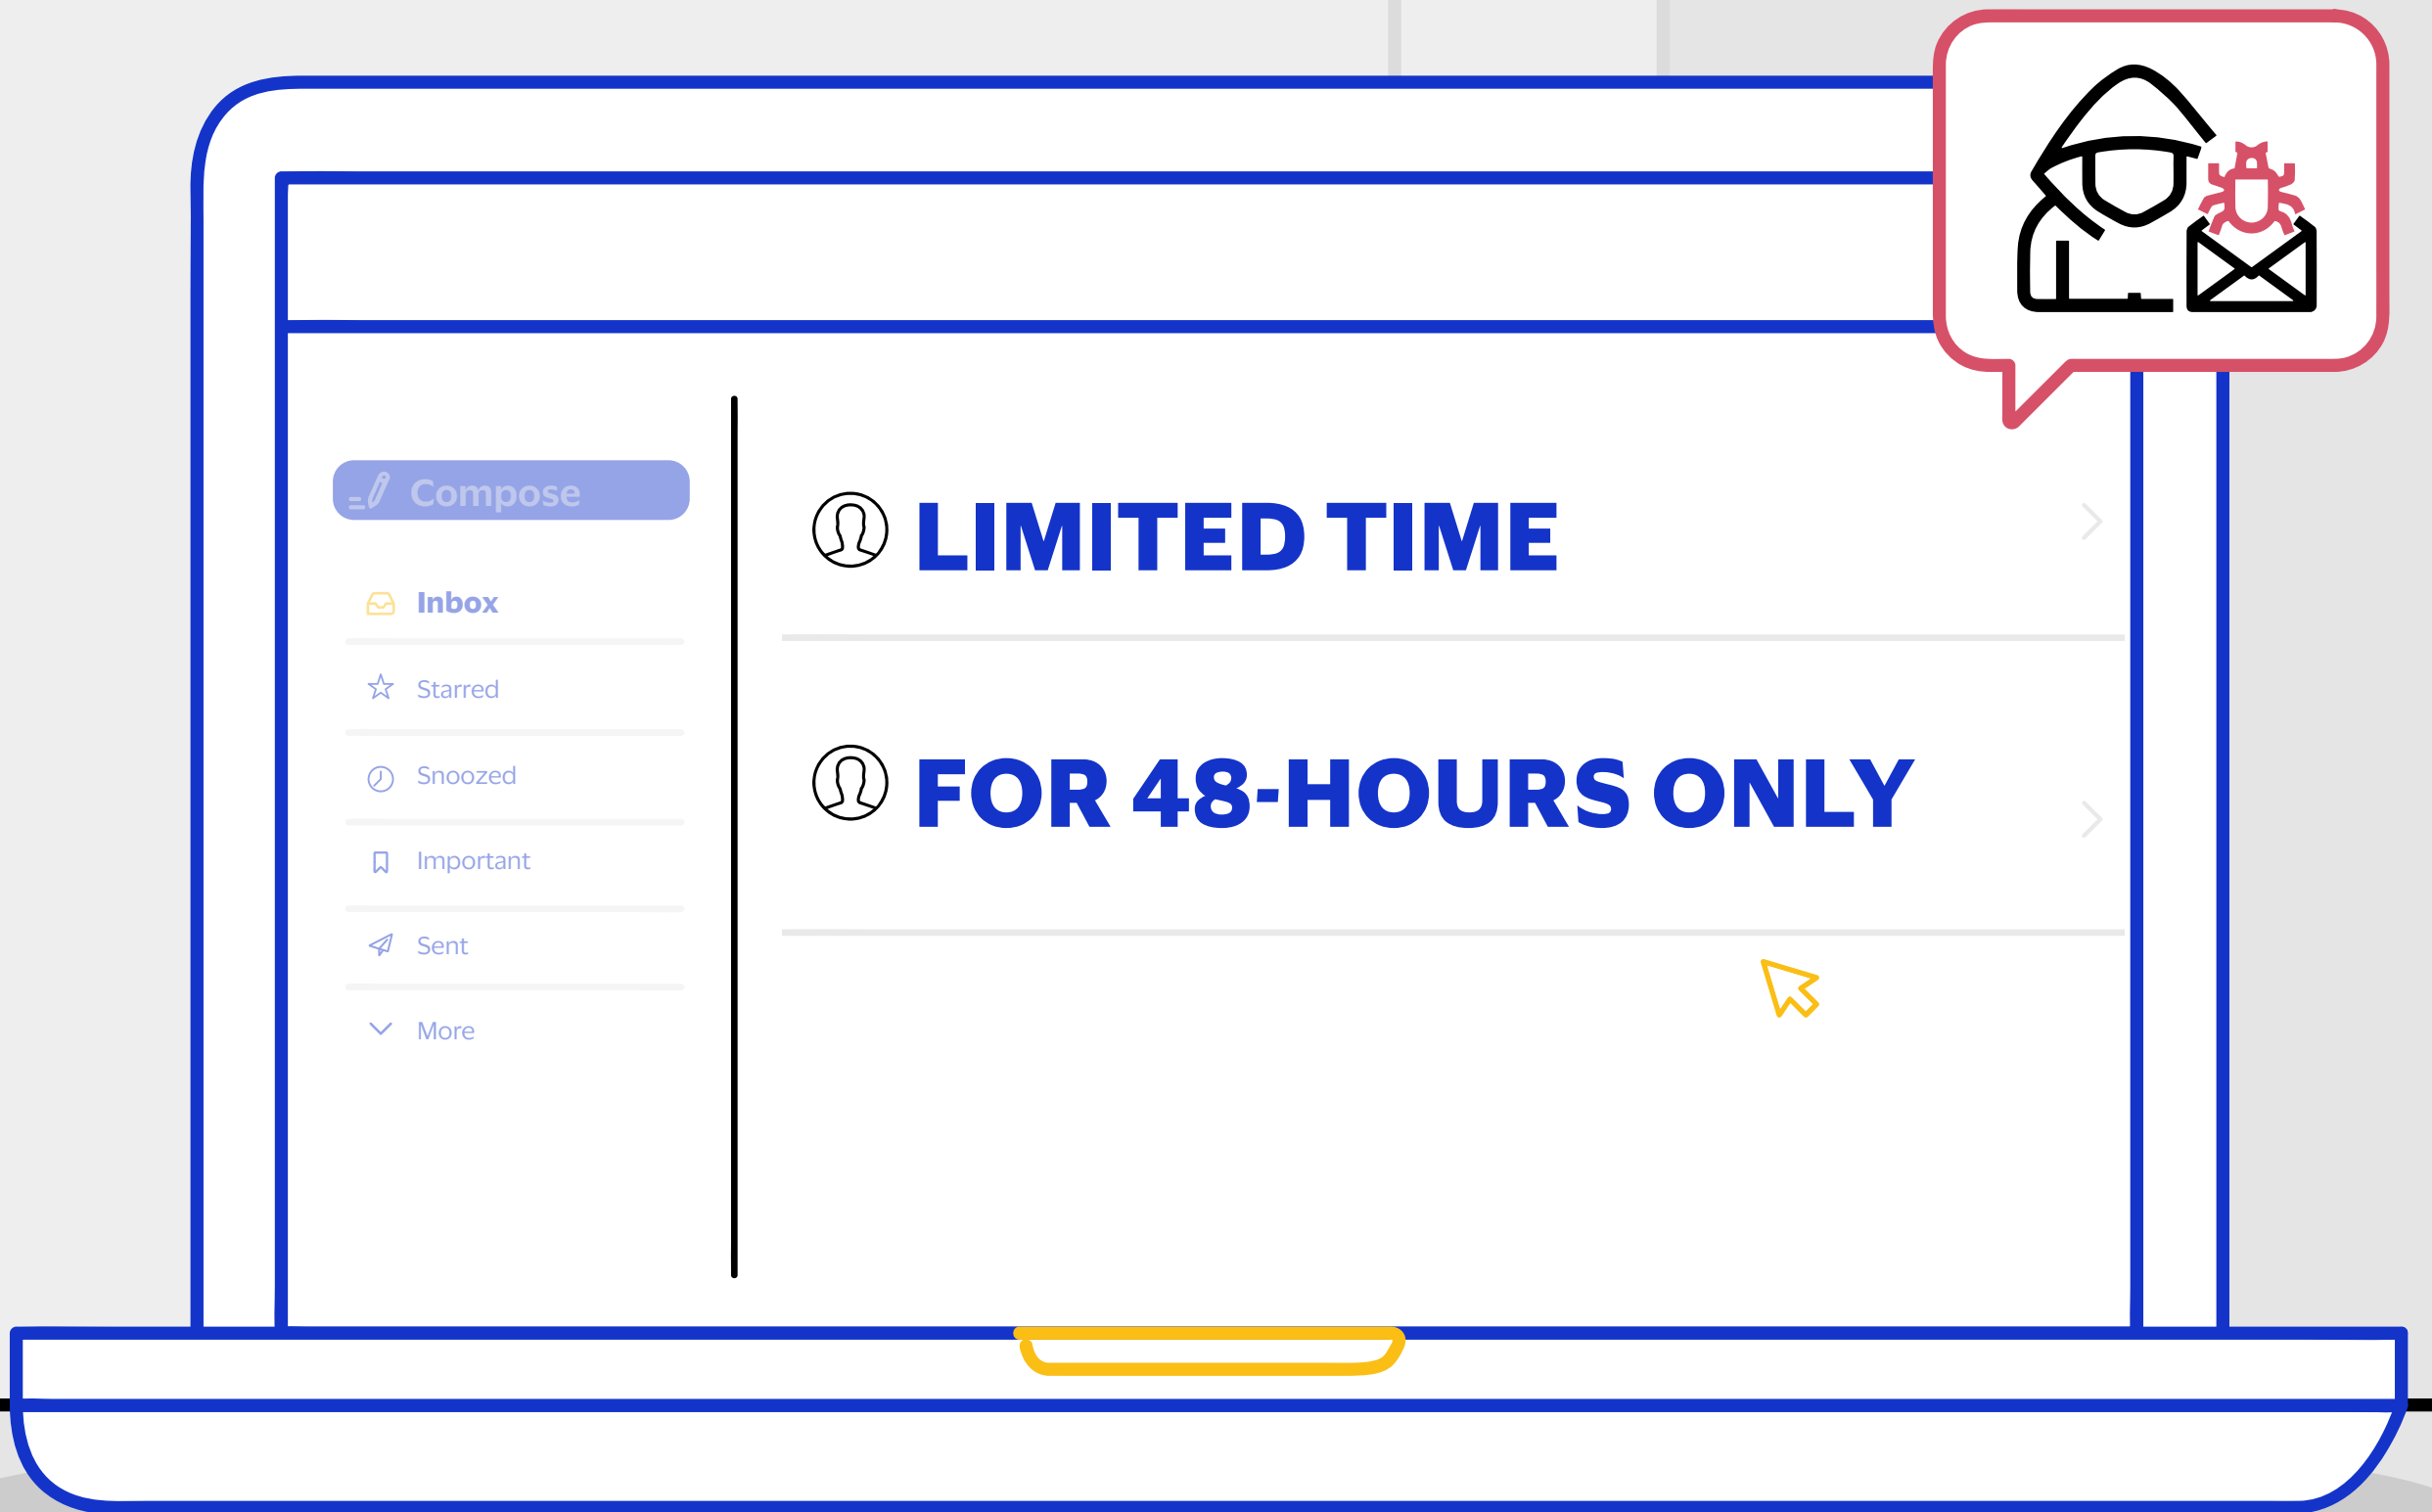 Compose
Inbox
Starred
Snoozed
Important
Sent
More
LIMITED TIME
FOR 48-HOURS ONLY